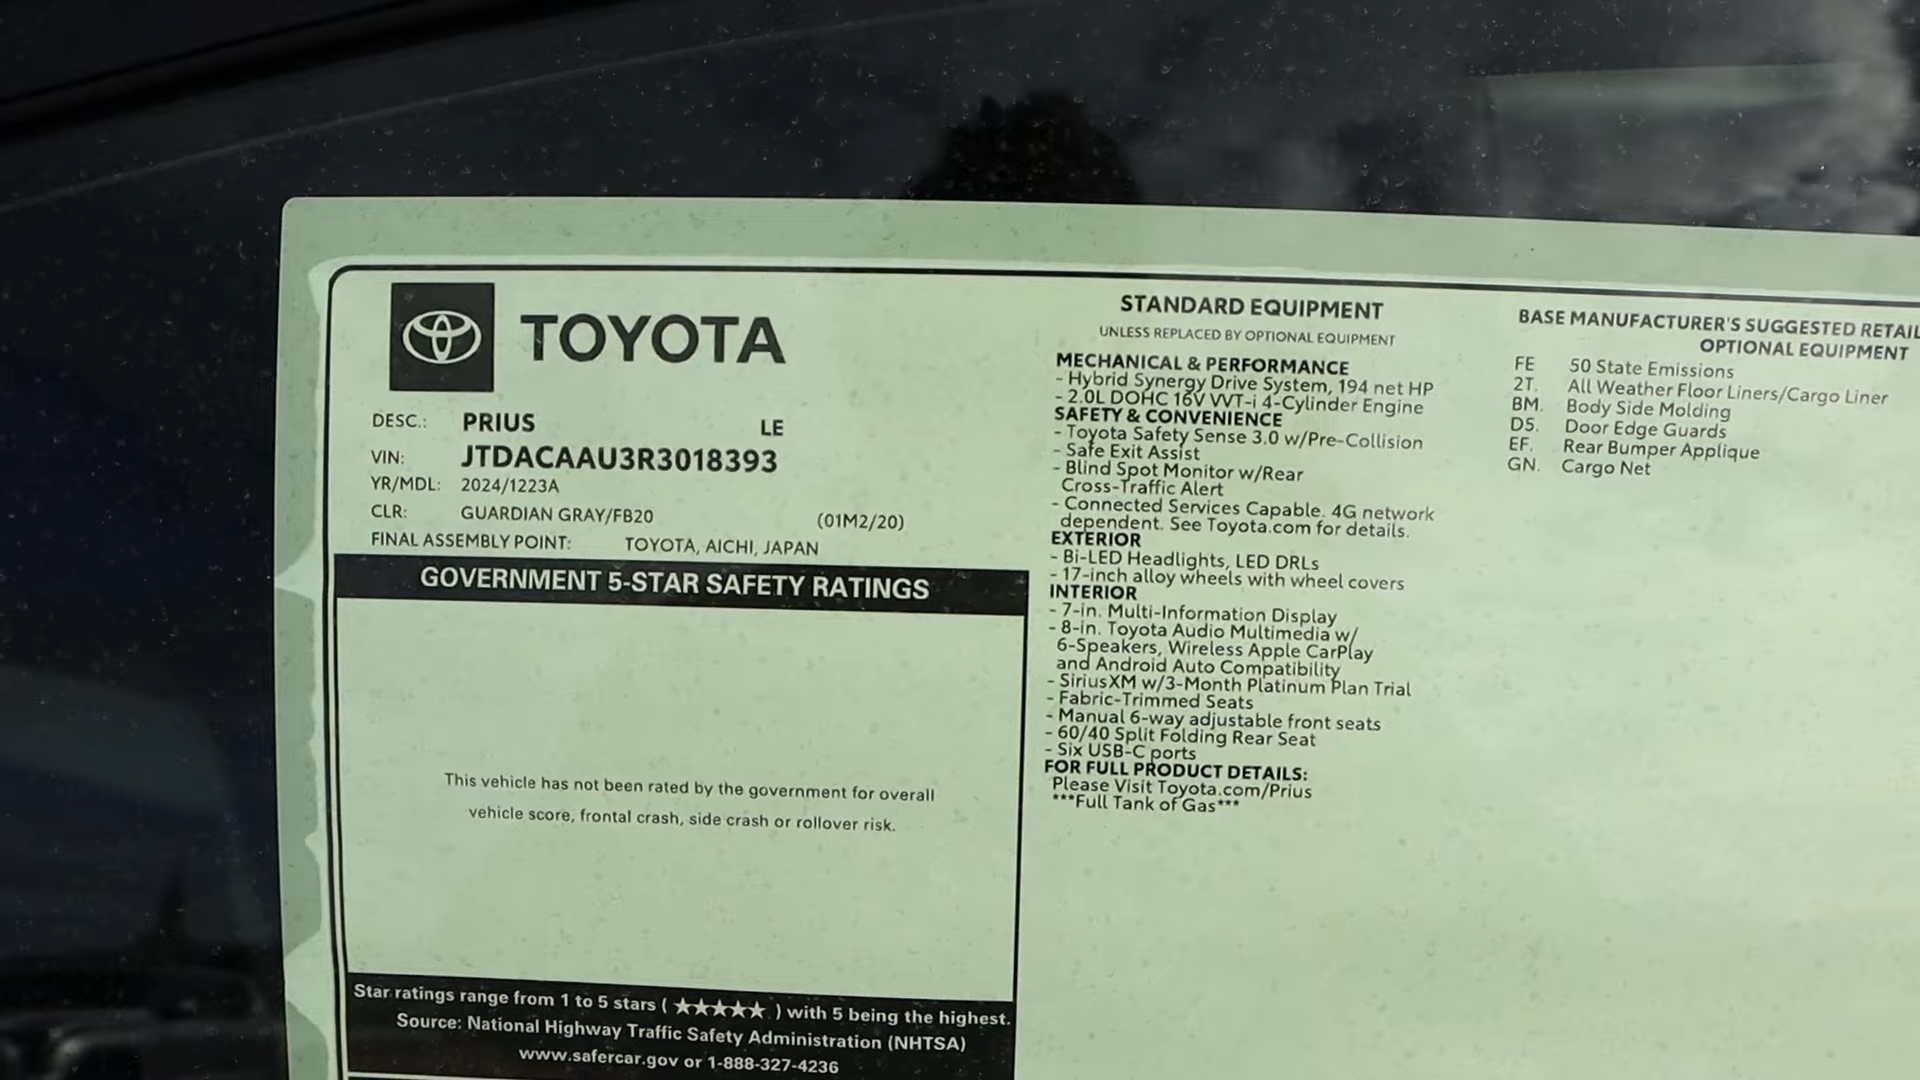 TOYOTA
DESC.: PRIUS LE
VIN: JTDACAAU3R3018393
YR/MDL: 2024/1223A
CLR: GUARDIAN GRAY/FB20 (01M2/20)
FINAL ASSEMBLY POINT: TOYOTA, AICHI, JAPAN
GOVERNMENT 5-STAR SAFETY RATINGS
This vehicle has not been rated by the government for overall
vehicle score, frontal crash, side crash or rollover risk.
Star ratings range from 1 to 5 stars (★★★★★) with 5 being the highest.
Source: National Highway Traffic Safety Administration (NHTSA)
www.safercar.gov or 1-888-327-4236
STANDARD EQUIPMENT
UNLESS REPLACED BY OPTIONAL EQUIPMENT
MECHANICAL & PERFORMANCE
- Hybrid Synergy Drive System, 194 net HP
- 2.0L DOHC 16V VVT-i 4-Cylinder Engine
SAFETY & CONVENIENCE
- Toyota Safety Sense 3.0 w/Pre-Collision
- Safe Exit Assist
- Blind Spot Monitor w/Rear
Cross-Traffic Alert
- Connected Services Capable. 4G network
dependent. See Toyota.com for details.
EXTERIOR
- Bi-LED Headlights, LED DRLs
- 17-inch alloy wheels with wheel covers
INTERIOR
- 7-in. Multi-Information Display
- 8-in. Toyota Audio Multimedia w/
6-Speakers, Wireless Apple CarPlay
and Android Auto Compatibility
- SiriusXM w/3-Month Platinum Plan Trial
- Fabric-Trimmed Seats
- Manual 6-way adjustable front seats
- 60/40 Split Folding Rear Seat
- Six USB-C ports
FOR FULL PRODUCT DETAILS:
Please Visit Toyota.com/Prius
***Full Tank of Gas***
BASE MANUFACTURER'S SUGGESTED RETAIL
OPTIONAL EQUIPMENT
FE 50 State Emissions
2T. All Weather Floor Liners/Cargo Liner
BM. Body Side Molding
D5. Door Edge Guards
EF. Rear Bumper Applique
GN. Cargo Net